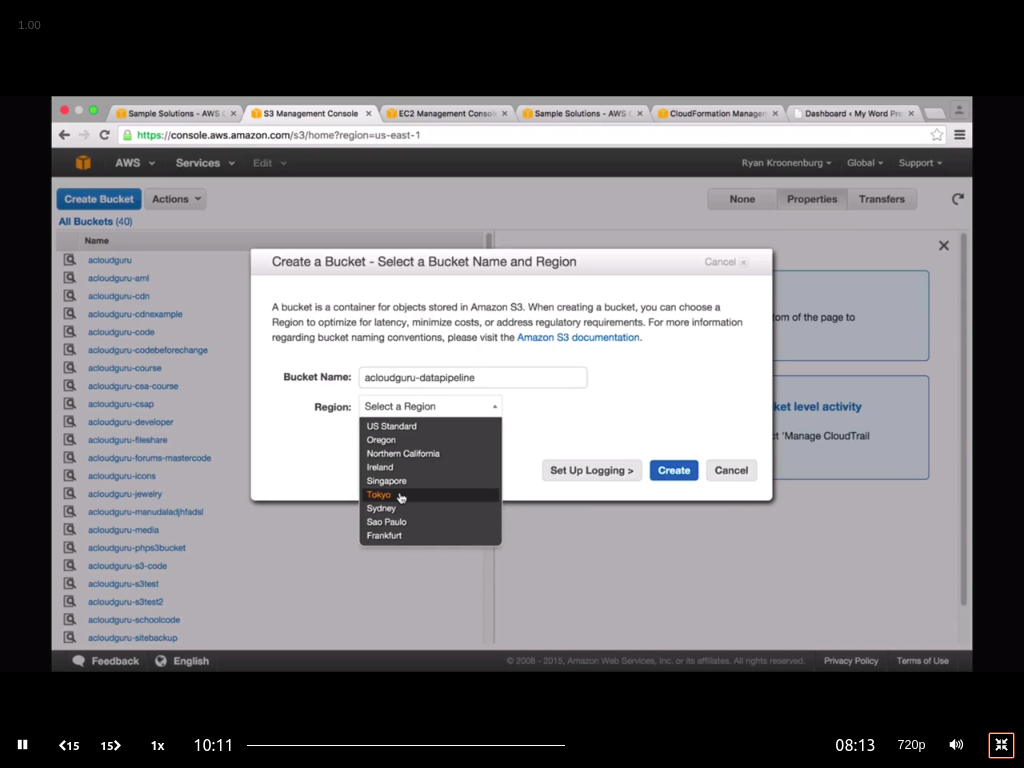 1.00
Sample Solutions - AWS
S3 Management Console
EC2 Management Conso
Sample Solutions - AWS
CloudFormation Manage
Dashboard ‹ My Word Pr
https://console.aws.amazon.com/s3/home?region=us-east-1
AWS Services Edit Ryan Kroonenburg Global Support
Create Bucket Actions None Properties Transfers
All Buckets (40)
Name
acloudguru
acloudguru-aml
acloudguru-cdn
acloudguru-cdnexample
acloudguru-code
acloudguru-codebeforechange
acloudguru-course
acloudguru-csa-course
acloudguru-csap
acloudguru-developer
acloudguru-fileshare
acloudguru-forums-mastercode
acloudguru-icons
acloudguru-jewelry
acloudguru-manudaladjhfadsl
acloudguru-media
acloudguru-phps3bucket
acloudguru-s3-code
acloudguru-s3test
acloudguru-s3test2
acloudguru-schoolcode
acloudguru-sitebackup
Create a Bucket - Select a Bucket Name and Region Cancel
A bucket is a container for objects stored in Amazon S3. When creating a bucket, you can choose a
Region to optimize for latency, minimize costs, or address regulatory requirements. For more information
regarding bucket naming conventions, please visit the Amazon S3 documentation.
Bucket Name: acloudguru-datapipeline
Region: Select a Region
US Standard
Oregon
Northern California
Ireland
Singapore
Tokyo
Sydney
Sao Paulo
Frankfurt
Set Up Logging > Create Cancel
tom of the page to
ket level activity
t 'Manage CloudTrail
Feedback English © 2008 - 2015, Amazon Web Services, Inc. or its affiliates. All rights reserved. Privacy Policy Terms of Use
15 15 1x 10:11 08:13 720p